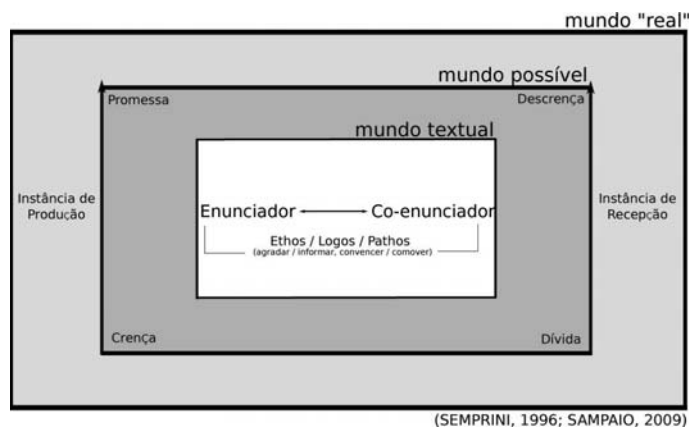 mundo "real"
mundo possível
Promessa
Descrença
mundo textual
Instância de
Produção
Enunciador
Co-enunciador
Instância de
Recepção
Ethos / Logos / Pathos
(agradar / informar, convencer / comover)
Crença
Dívida
(SEMPRINI, 1996; SAMPAIO, 2009)